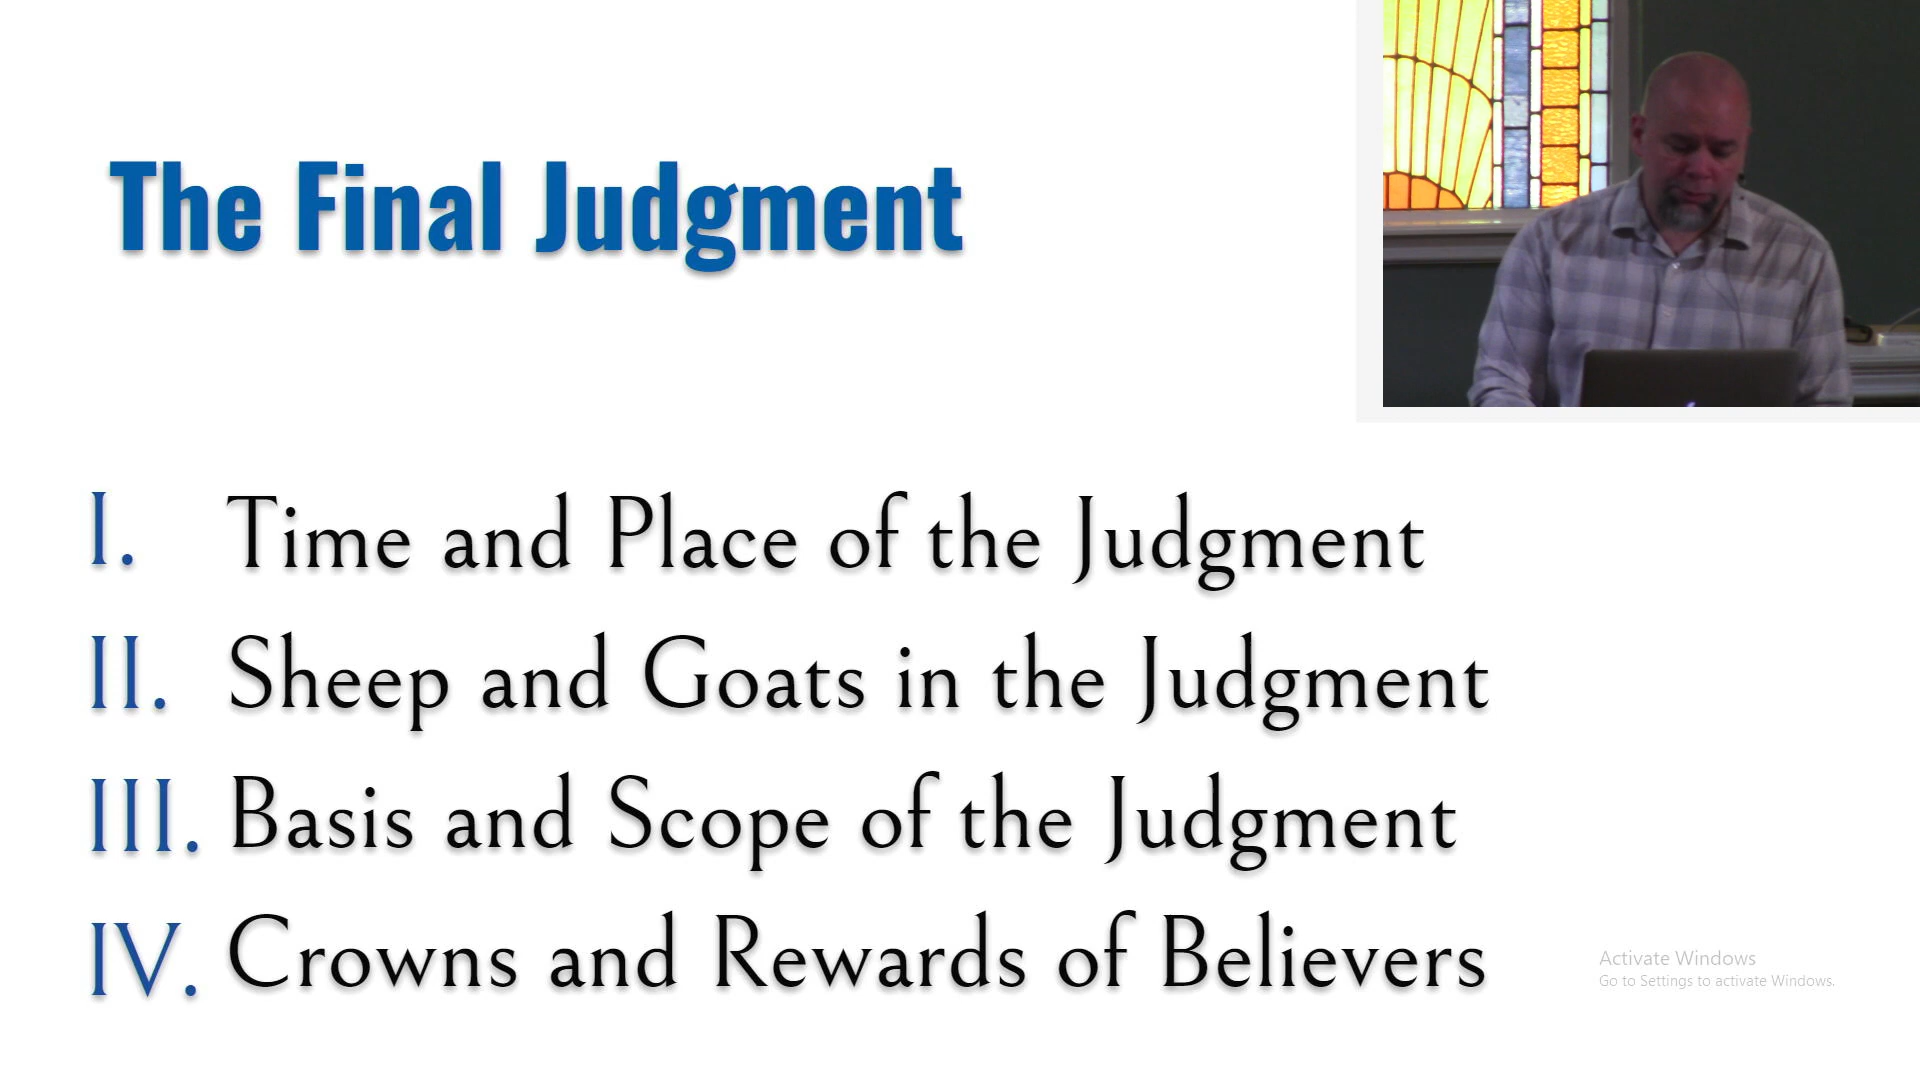 The Final Judgment
I. Time and Place of the Judgment
II. Sheep and Goats in the Judgment
III. Basis and Scope of the Judgment
IV. Crowns and Rewards of Believers
Activate Windows
Go to Settings to activate Windows.